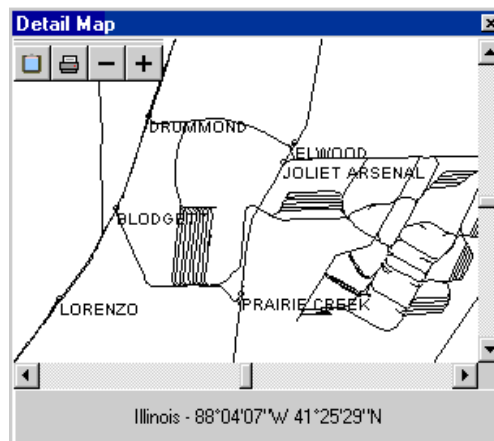 Detail Map
DRUMMOND
ELWOOD
JOLIET ARSENAL
BLODGETT
LORENZO
PRAIRIE CREEK
Illinois - 88°04'07"W 41°25'29"N